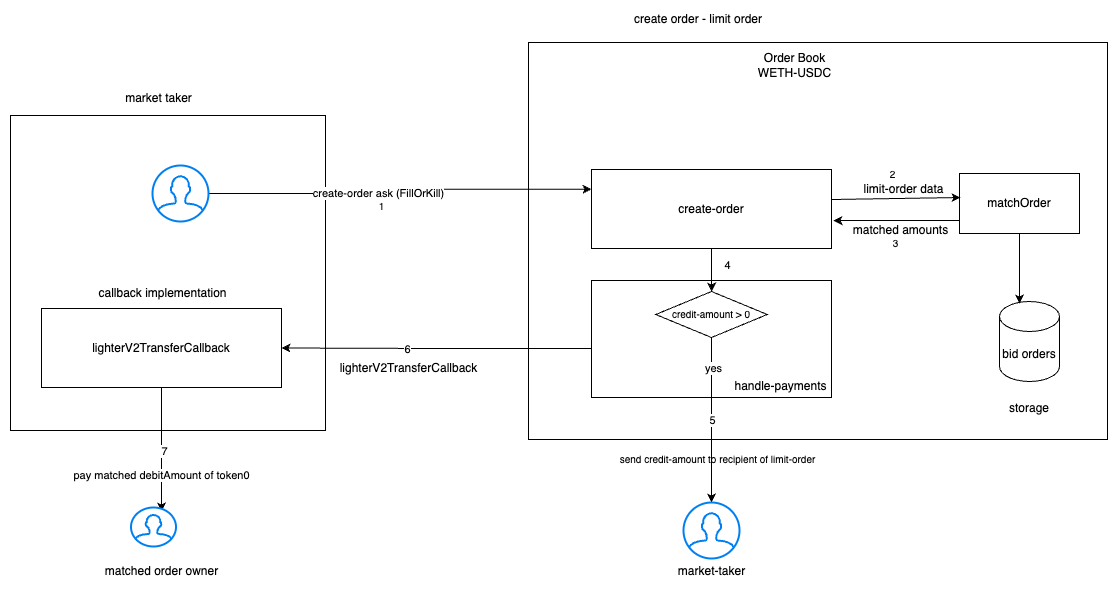 create order - limit order
Order Book
WETH-USDC
market taker
create-order ask (FillOrKill)
1
create-order
2
limit-order data
matched amounts
3
matchOrder
4
callback implementation
credit-amount > 0
lighterV2TransferCallback
6
lighterV2TransferCallback
yes
handle-payments
bid orders
storage
5
7
send credit-amount to recipient of limit-order
pay matched debitAmount of token0
matched order owner
market-taker